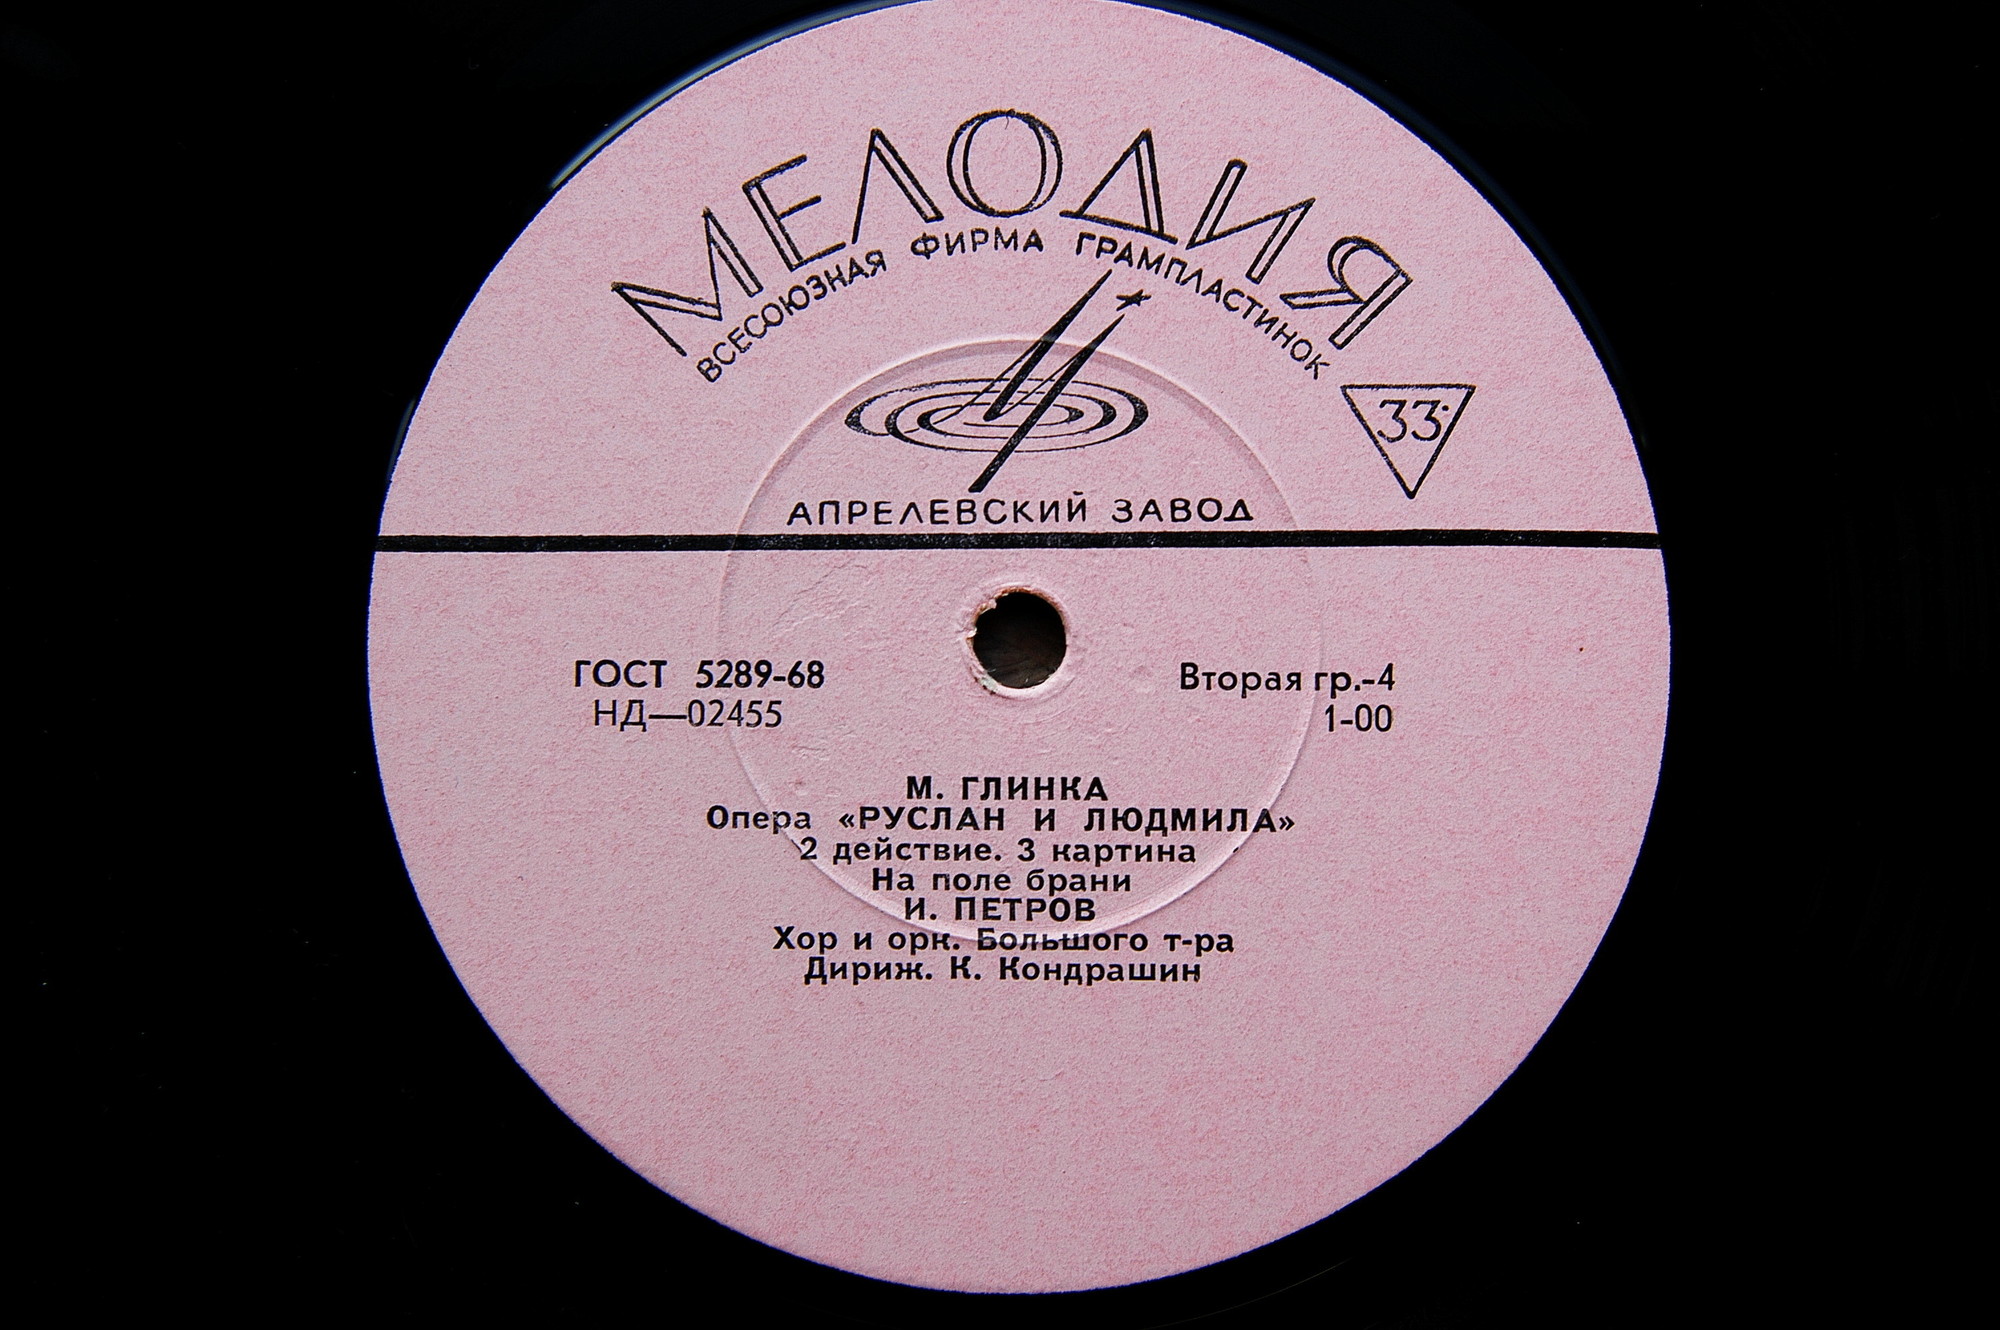 МЕЛОДИЯ
ВСЕСОЮЗНАЯ ФИРМА ГРАМПЛАСТИНОК
33
АПРЕЛЕВСКИЙ ЗАВОД
ГОСТ 5289-68
НД—02455
Вторая гр.-4
1-00
М. ГЛИНКА
Опера «РУСЛАН И ЛЮДМИЛА»
2 действие. 3 картина
На поле брани
И. ПЕТРОВ
Хор и орк. Большого т-ра
Дириж. К. Кондрашин